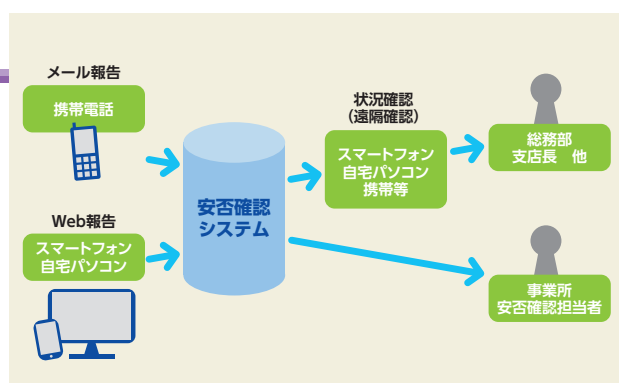 メール報告
携帯電話
Web報告
スマートフォン
自宅パソコン
安否確認
システム
状況確認
（遠隔確認）
スマートフォン
自宅パソコン
携帯等
総務部
支店長　他
事業所
安否確認担当者